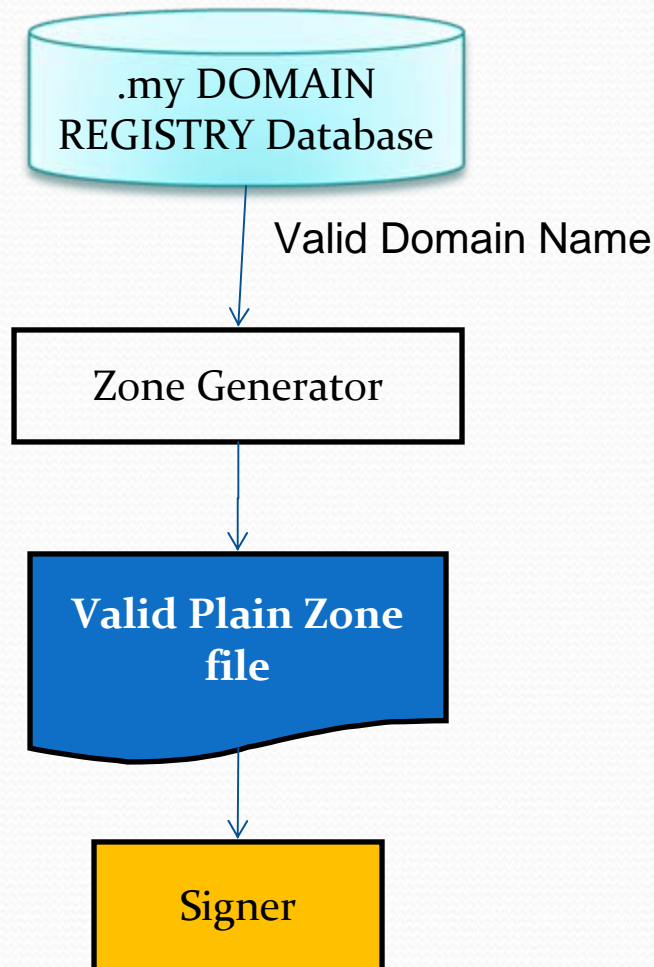 .my DOMAIN
REGISTRY Database
Valid Domain Name
Zone Generator
Valid Plain Zone
file
Signer